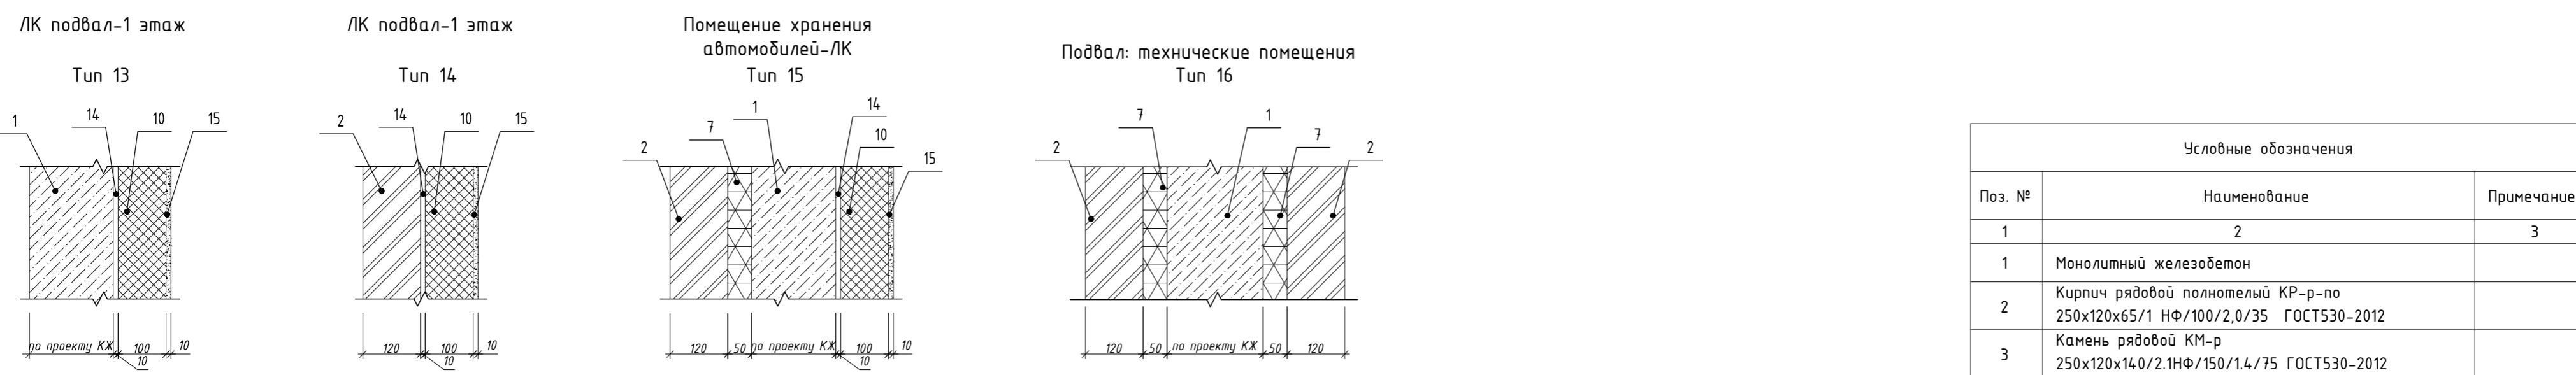 ЛК подвал-1 этаж
Тип 13
1
14
10
15
по проекту КЖ
100
10
10
ЛК подвал-1 этаж
Тип 14
2
14
10
15
120
100
10
10
Помещение хранения
автомобилей-ЛК
Тип 15
2
7
1
14
10
15
120
50
по проекту КЖ
100
10
10
Подвал: технические помещения
Тип 16
2
7
1
7
2
120
50
по проекту КЖ
50
120
Условные обозначения
Поз. № Наименование Примечание
1 2 3
1 Монолитный железобетон
2 Кирпич рядовой полнотелый КР-р-по
250х120х65/1 НФ/100/2,0/35 ГОСТ530-2012
3 Камень рядовой КМ-р
250х120х140/2.1НФ/150/1.4/75 ГОСТ530-2012